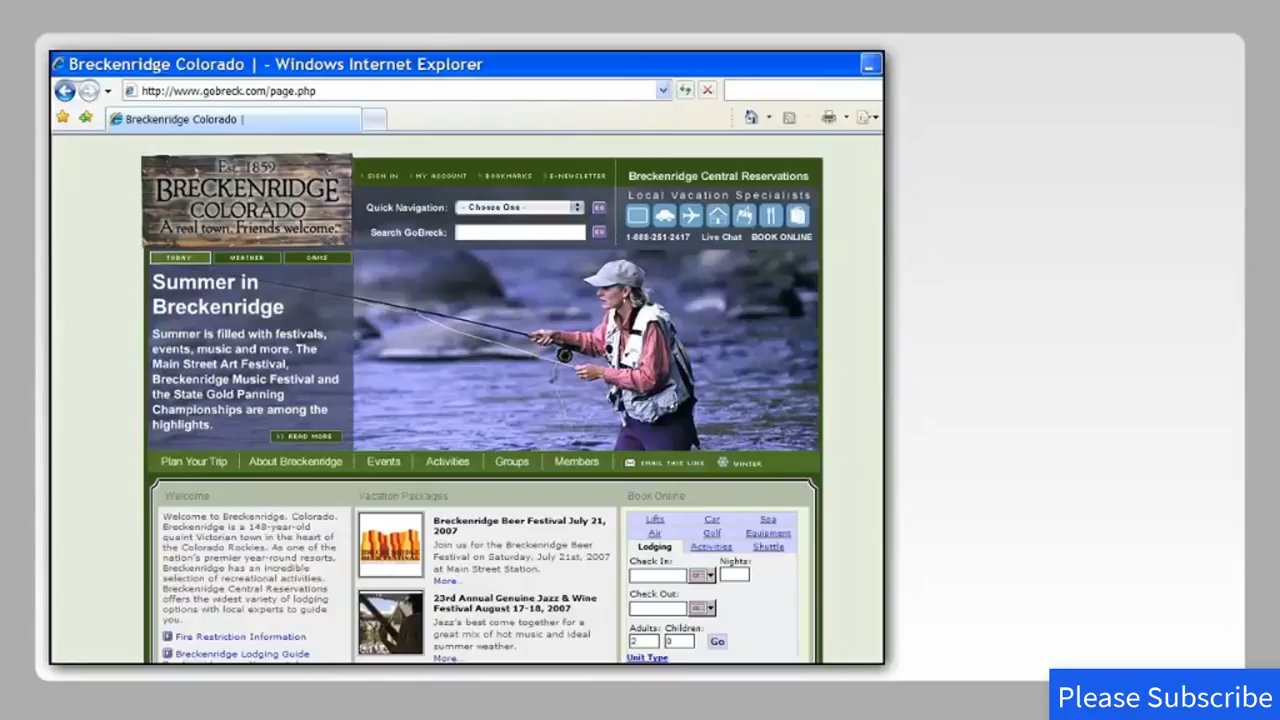 Breckenridge Colorado | - Windows Internet Explorer
http://www.gobreck.com/page.php
Breckenridge Colorado |
Est. 1859
BRECKENRIDGE
COLORADO
A real town. Friends welcome.
SIGN IN
MY ACCOUNT
BOOKMARKS
E-NEWSLETTER
Quick Navigation:
- Choose One -
Search GoBreck:
Breckenridge Central Reservations
Local Vacation Specialists
1-888-251-2417 Live Chat BOOK ONLINE
TODAY
WEATHER
Summer in
Breckenridge
Summer is filled with festivals,
events, music and more. The
Main Street Art Festival,
Breckenridge Music Festival and
the State Gold Panning
Championships are among the
highlights.
>> READ MORE
Plan Your Trip
About Breckenridge
Events
Activities
Groups
Members
EMAIL THIS LINK
WINTER
Welcome
Welcome to Breckenridge, Colorado.
Breckenridge is a 148-year-old
quaint Victorian town in the heart of
the Colorado Rockies. As one of the
nation's premier year-round resorts,
Breckenridge has an incredible
selection of recreational activities.
Breckenridge Central Reservations
offers the widest variety of lodging
options with local experts to guide
you.
Fire Restriction Information
Breckenridge Lodging Guide
Vacation Packages
Breckenridge Beer Festival July 21,
2007
Join us for the Breckenridge Beer
Festival on Saturday, July 21st, 2007
at Main Street Station.
More...
23rd Annual Genuine Jazz & Wine
Festival August 17-18, 2007
Jazz's best come together for a
great mix of hot music and ideal
summer weather.
More...
Book Online
Lifts Car Spa
Air Golf Equipment
Lodging Activities Shuttle
Check In: Nights:
Check Out:
Adults: Children:
2 0 Go
Unit Type
Please Subscribe